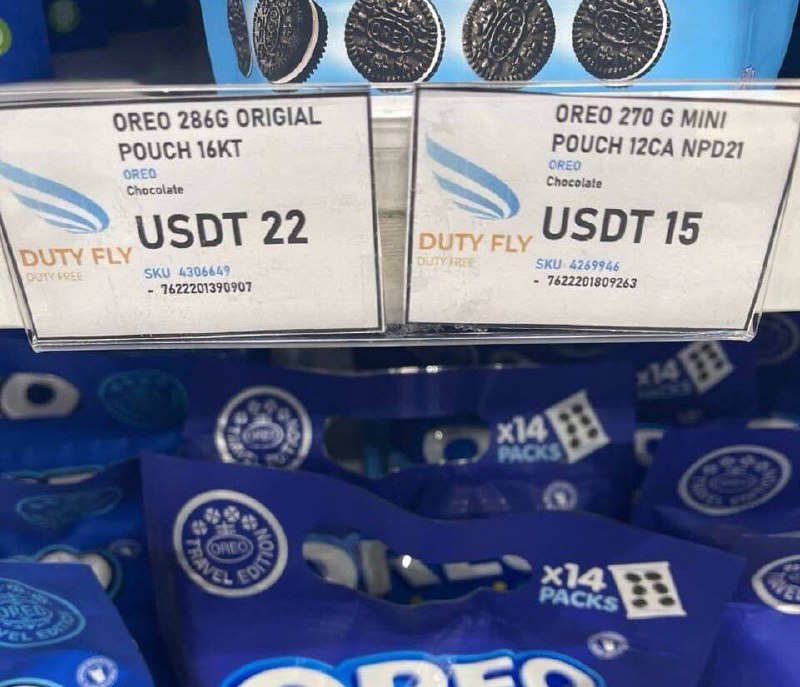 OREO 286G ORIGIAL
POUCH 16KT
OREO
Chocolate
USDT 22
DUTY FLY
DUTY FREE
SKU 4306649
- 7622201390907
OREO 270 G MINI
POUCH 12CA NPD21
OREO
Chocolate
USDT 15
DUTY FLY
DUTY FREE
SKU 4269946
- 7622201809263
x14
PACKS
x14
PACKS
OREO
TRAVEL EDITION
x14
PACKS
OREO